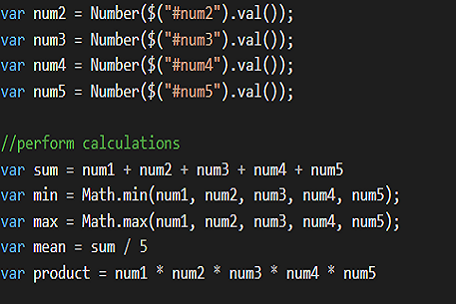 var num2 = Number($("#num2").val());
var num3 = Number($("#num3").val());
var num4 = Number($("#num4").val());
var num5 = Number($("#num5").val());
//perform calculations
var sum = num1 + num2 + num3 + num4 + num5
var min = Math.min(num1, num2, num3, num4, num5);
var max = Math.max(num1, num2, num3, num4, num5);
var mean = sum / 5
var product = num1 * num2 * num3 * num4 * num5